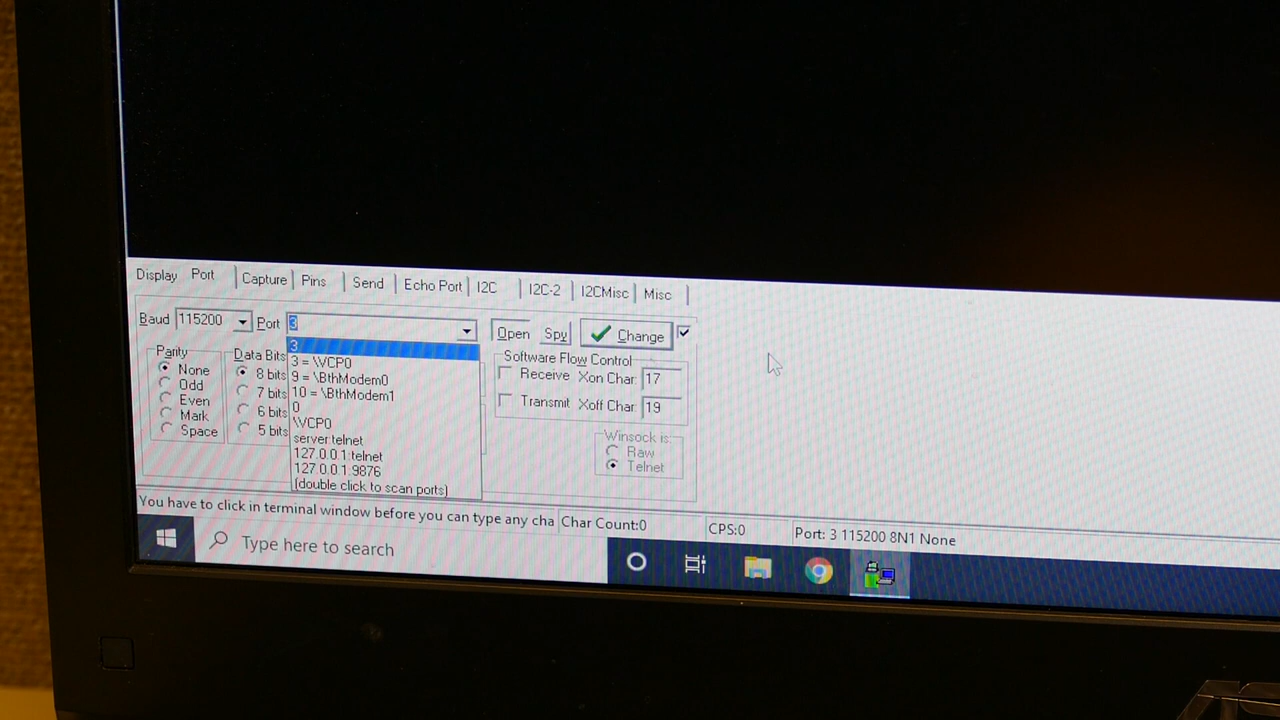 Display Port Capture Pins Send Echo Port I2C I2C-2 I2CMisc Misc
Baud 115200 Port 3 Open Spy Change
Parity
None
Odd
Even
Mark
Space
Data Bits
8 bits
7 bits
6 bits
5 bits
3
3 = \VCP0
9 = \BthModem0
10 = \BthModem1
0
\VCP0
server:telnet
127.0.0.1:telnet
127.0.0.1:9876
(double click to scan ports)
Software Flow Control
Receive Xon Char: 17
Transmit Xoff Char: 19
Winsock is:
Raw
Telnet
You have to click in terminal window before you can type any cha Char Count:0 CPS:0 Port: 3 115200 8N1 None
Type here to search